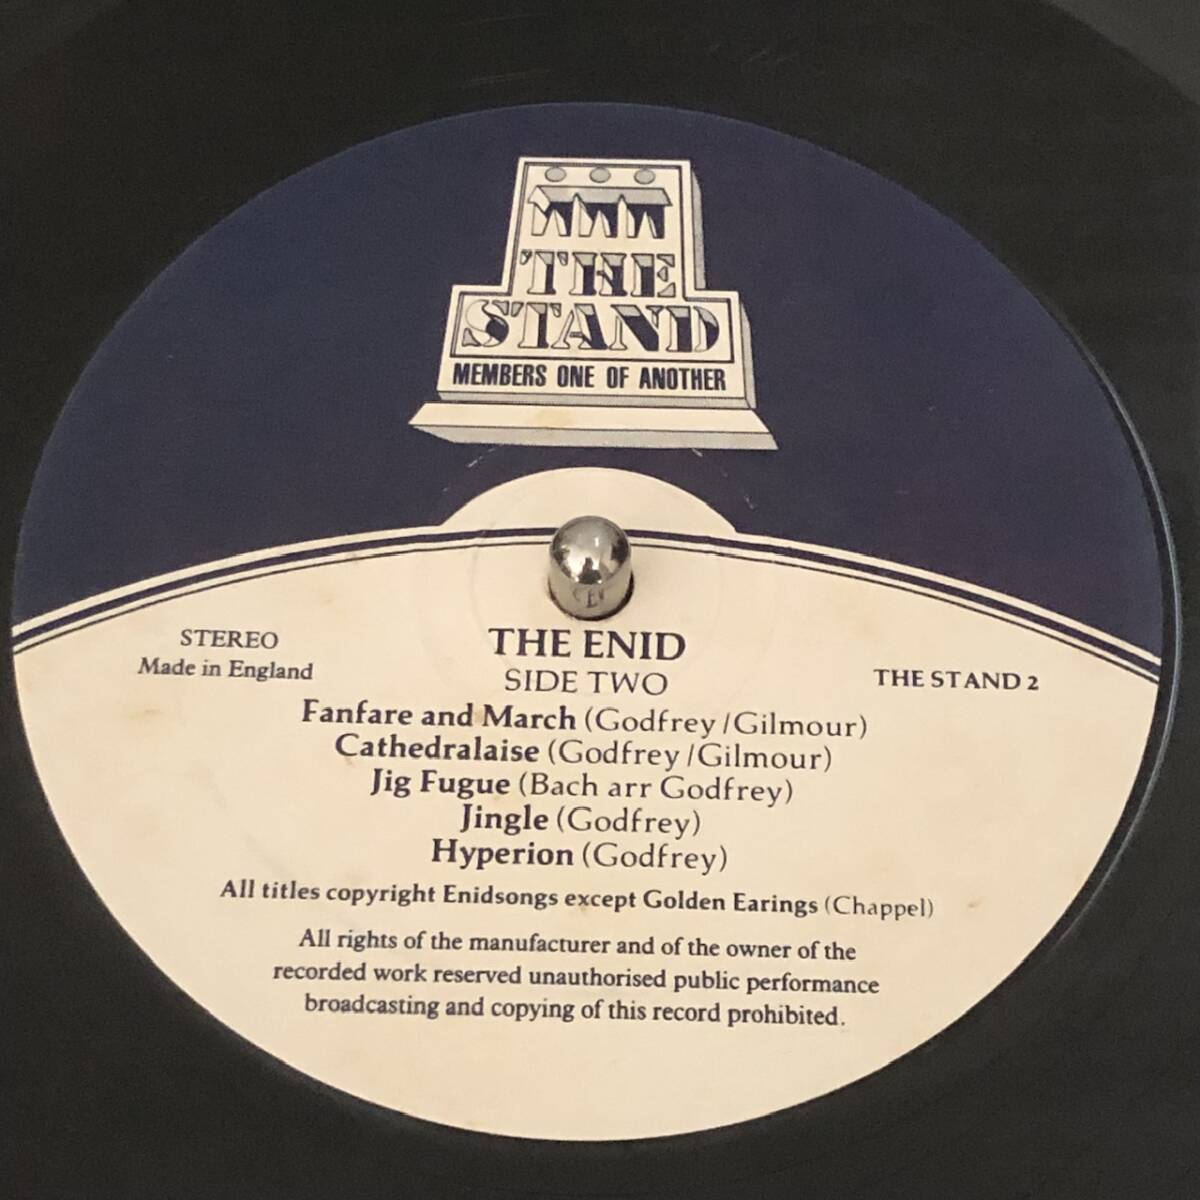 THE
STAND
MEMBERS ONE OF ANOTHER
STEREO
Made in England
THE ENID
SIDE TWO
THE STAND 2
Fanfare and March (Godfrey/Gilmour)
Cathedralaise (Godfrey/Gilmour)
Jig Fugue (Bach arr Godfrey)
Jingle (Godfrey)
Hyperion (Godfrey)
All titles copyright Enidsongs except Golden Earings (Chappel)
All rights of the manufacturer and of the owner of the
recorded work reserved unauthorised public performance
broadcasting and copying of this record prohibited.